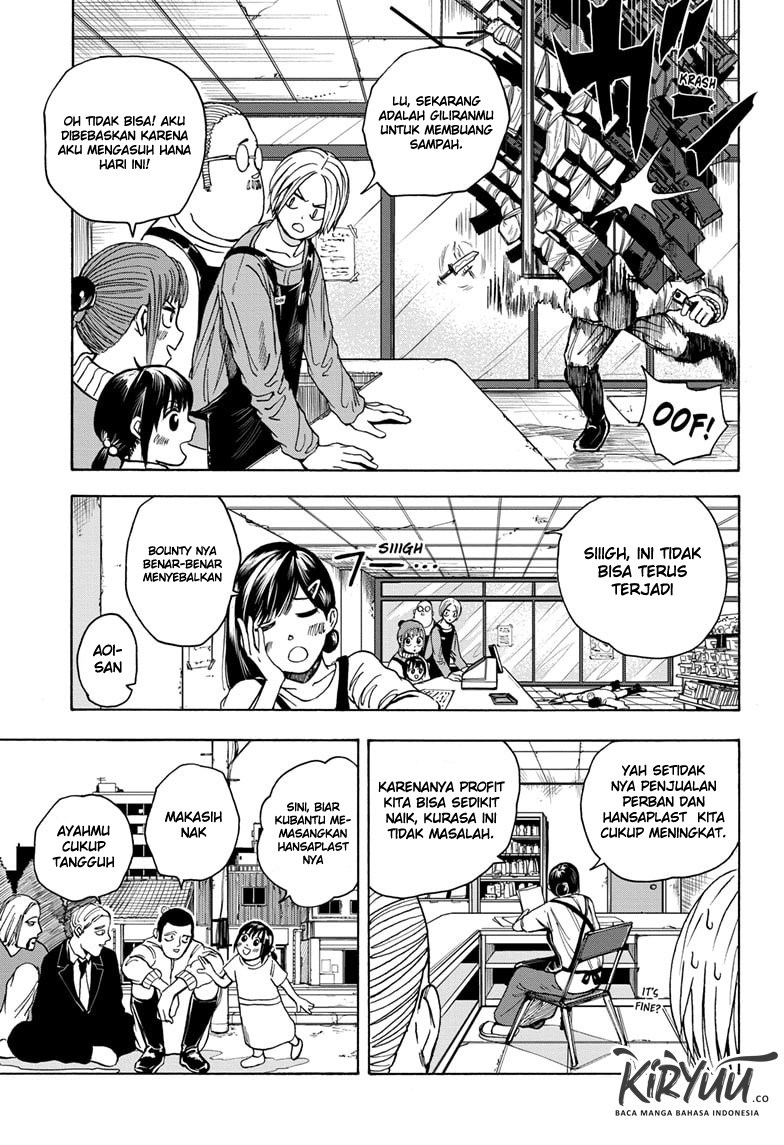 KRASH
LU, SEKARANG
ADALAH GILIRANMU
UNTUK MEMBUANG
SAMPAH.
OH TIDAK BISA! AKU
DIBEBASKAN KARENA
AKU MENGASUH HANA
HARI INI!
OOF!
SIIIGH, INI TIDAK
BISA TERUS
TERJADI
SIIIGH
BOUNTY NYA
BENAR-BENAR
MENYEBALKAN
AOI-
SAN
YAH SETIDAK
NYA PENJUALAN
PERBAN DAN
HANSAPLAST KITA
CUKUP MENINGKAT.
KARENANYA PROFIT
KITA BISA SEDIKIT
NAIK, KURASA INI
TIDAK MASALAH.
IT'S
FINE?
SINI, BIAR
KUBANTU ME-
MASANGKAN
HANSAPLAST
NYA
MAKASIH
NAK
AYAHMU
CUKUP
TANGGUH
KIRYUU.CO
BACA MANGA BAHASA INDONESIA